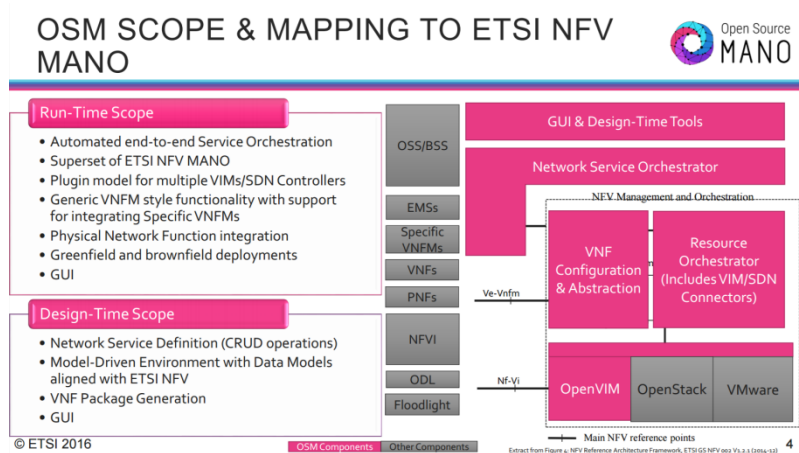 OSM SCOPE & MAPPING TO ETSI NFV
MANO
Open Source
MANO
Run-Time Scope
• Automated end-to-end Service Orchestration
• Superset of ETSI NFV MANO
• Plugin model for multiple VIMs/SDN Controllers
• Generic VNFM style functionality with support
for integrating Specific VNFMs
• Physical Network Function integration
• Greenfield and brownfield deployments
• GUI
Design-Time Scope
• Network Service Definition (CRUD operations)
• Model-Driven Environment with Data Models
aligned with ETSI NFV
• VNF Package Generation
• GUI
OSS/BSS
EMSs
Specific
VNFMs
VNFs
PNFs
NFVI
ODL
Floodlight
GUI & Design-Time Tools
Network Service Orchestrator
NFV Management and Orchestration
VNF
Configuration
& Abstraction
Resource
Orchestrator
(Includes VIM/SDN
Connectors)
Ve-Vnfm
Nf-Vi
OpenVIM
OpenStack
VMware
Main NFV reference points
© ETSI 2016
OSM Components
Other Components
Extract from Figure 4: NFV Reference Architecture Framework, ETSI GS NFV 002 V1.2.1 (2014-12)
4